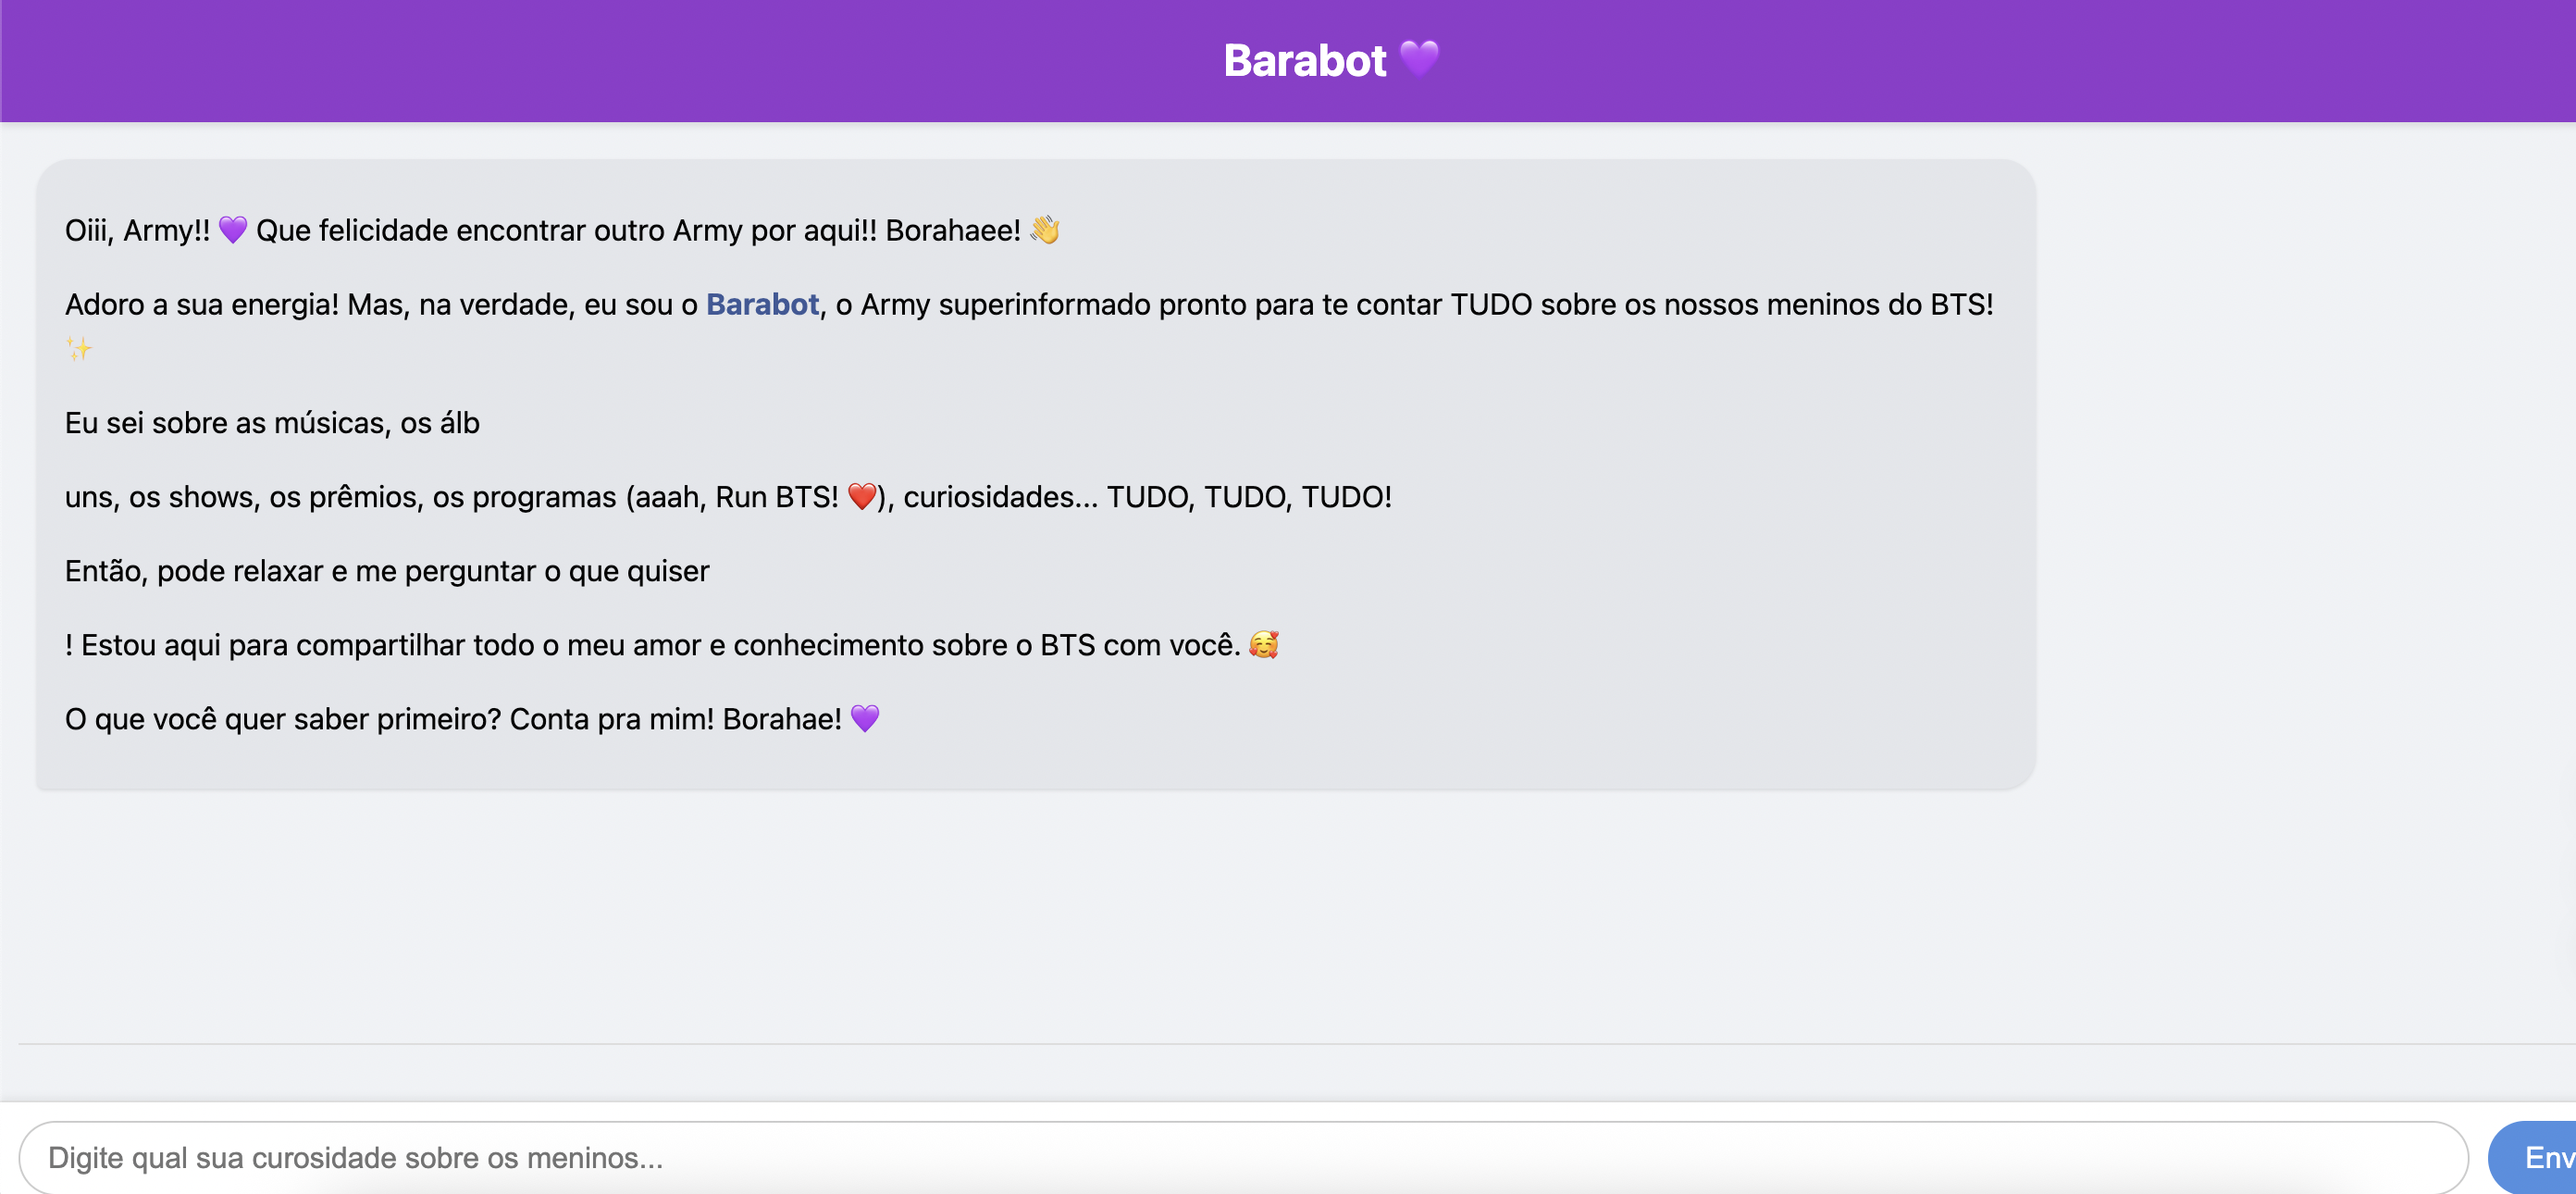 Barabot 💜
Oiii, Army!! 💜 Que felicidade encontrar outro Army por aqui!! Borahaee! 👋
Adoro a sua energia! Mas, na verdade, eu sou o Barabot, o Army superinformado pronto para te contar TUDO sobre os nossos meninos do BTS!
✨
Eu sei sobre as músicas, os álb
uns, os shows, os prêmios, os programas (aaah, Run BTS! ❤️), curiosidades... TUDO, TUDO, TUDO!
Então, pode relaxar e me perguntar o que quiser
! Estou aqui para compartilhar todo o meu amor e conhecimento sobre o BTS com você. 🥰
O que você quer saber primeiro? Conta pra mim! Borahae! 💜
Digite qual sua curosidade sobre os meninos...
Env